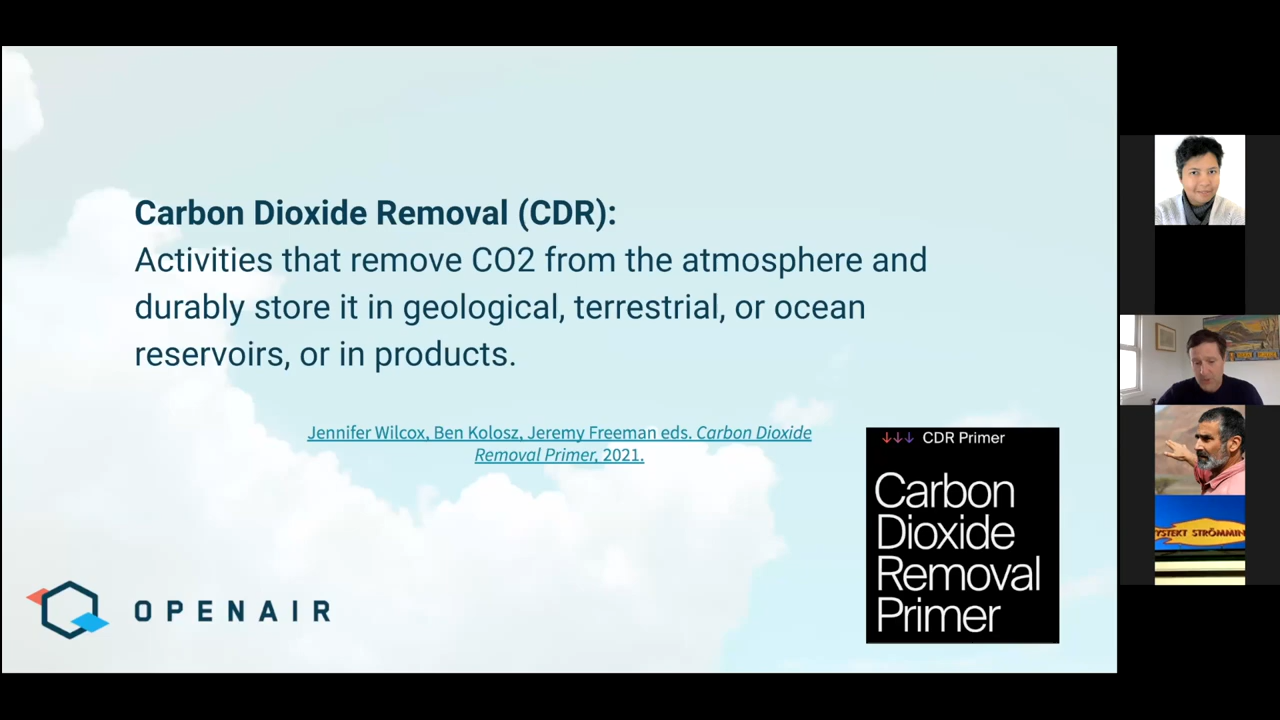 Carbon Dioxide Removal (CDR):
Activities that remove CO2 from the atmosphere and
durably store it in geological, terrestrial, or ocean
reservoirs, or in products.
Jennifer Wilcox, Ben Kolosz, Jeremy Freeman eds. Carbon Dioxide
Removal Primer, 2021.
CDR Primer
Carbon
Dioxide
Removal
Primer
OPENAIR
YSTEKT STRÖMMIN